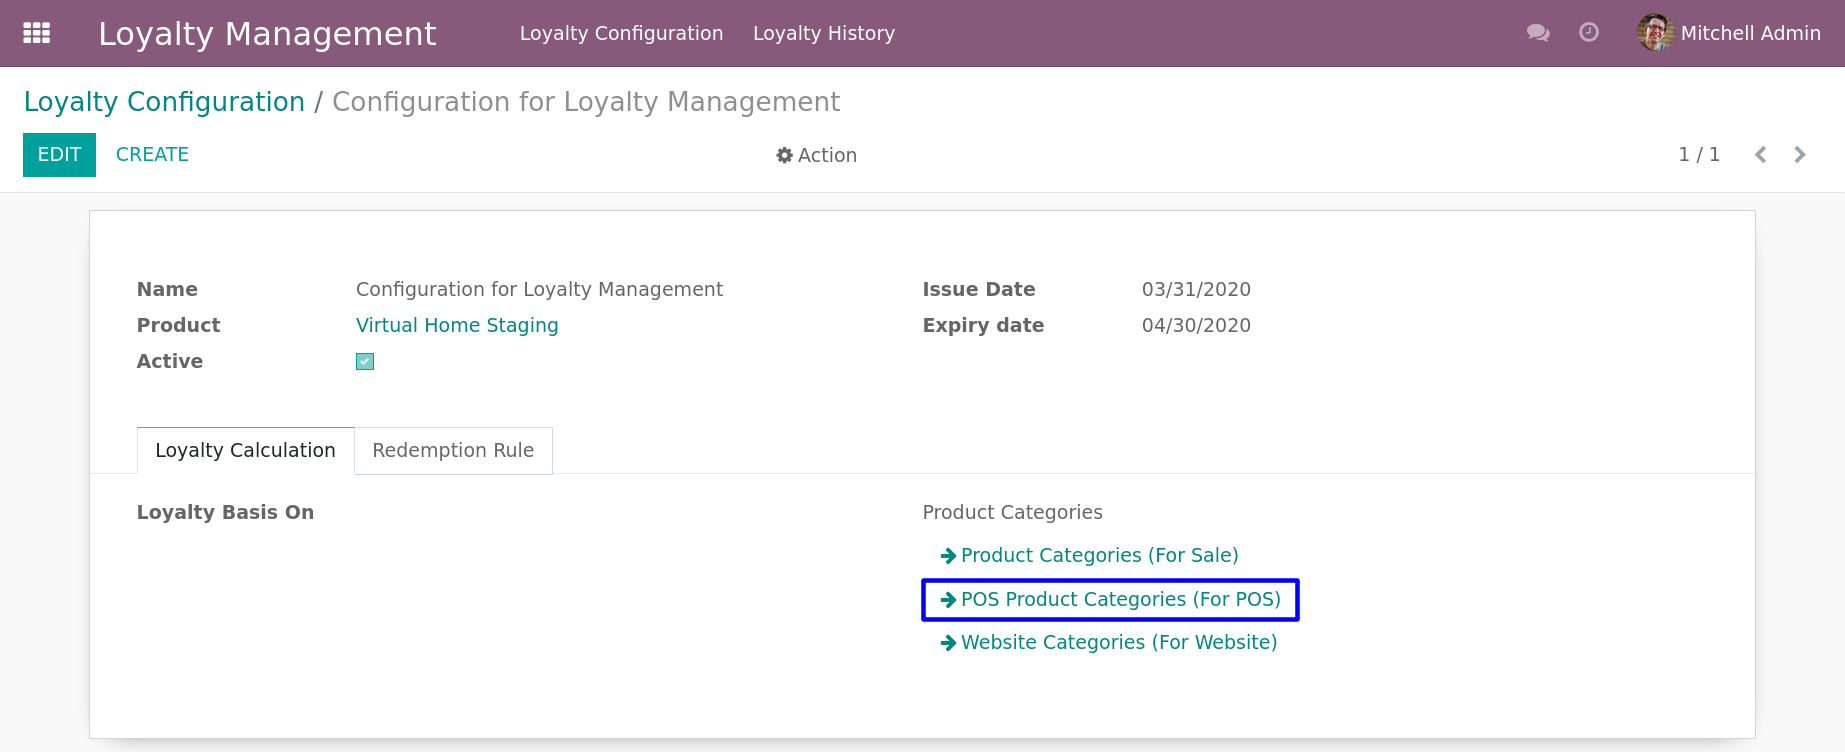 Loyalty Management Loyalty Configuration Loyalty History Mitchell Admin
Loyalty Configuration / Configuration for Loyalty Management
EDIT CREATE Action 1 / 1
Name Configuration for Loyalty Management Issue Date 03/31/2020
Product Virtual Home Staging Expiry date 04/30/2020
Active
Loyalty Calculation Redemption Rule
Loyalty Basis On Product Categories
Product Categories (For Sale)
POS Product Categories (For POS)
Website Categories (For Website)